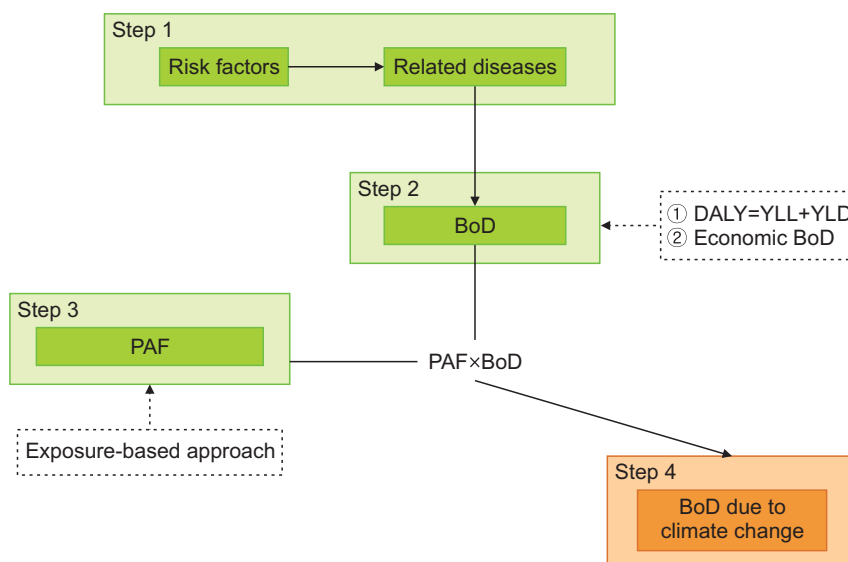 Step 1
Risk factors
Related diseases
Step 2
BoD
① DALY=YLL+YLD
② Economic BoD
Step 3
PAF
PAF×BoD
Exposure-based approach
Step 4
BoD due to
climate change